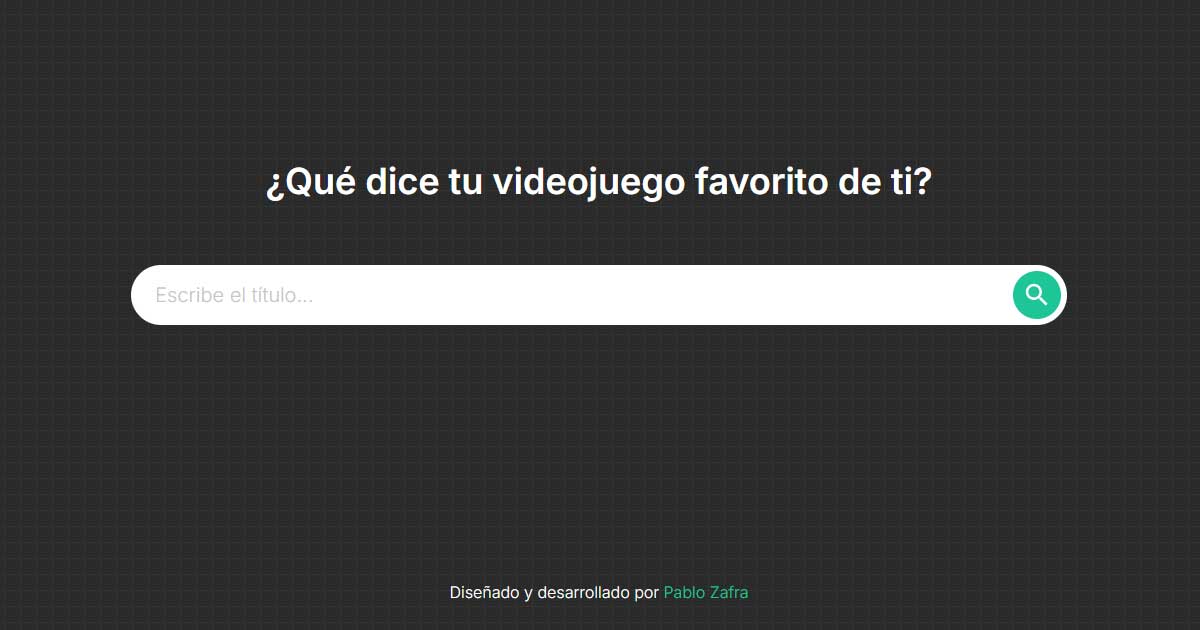 ¿Qué dice tu videojuego favorito de ti?
Escribe el título...
Diseñado y desarrollado por Pablo Zafra